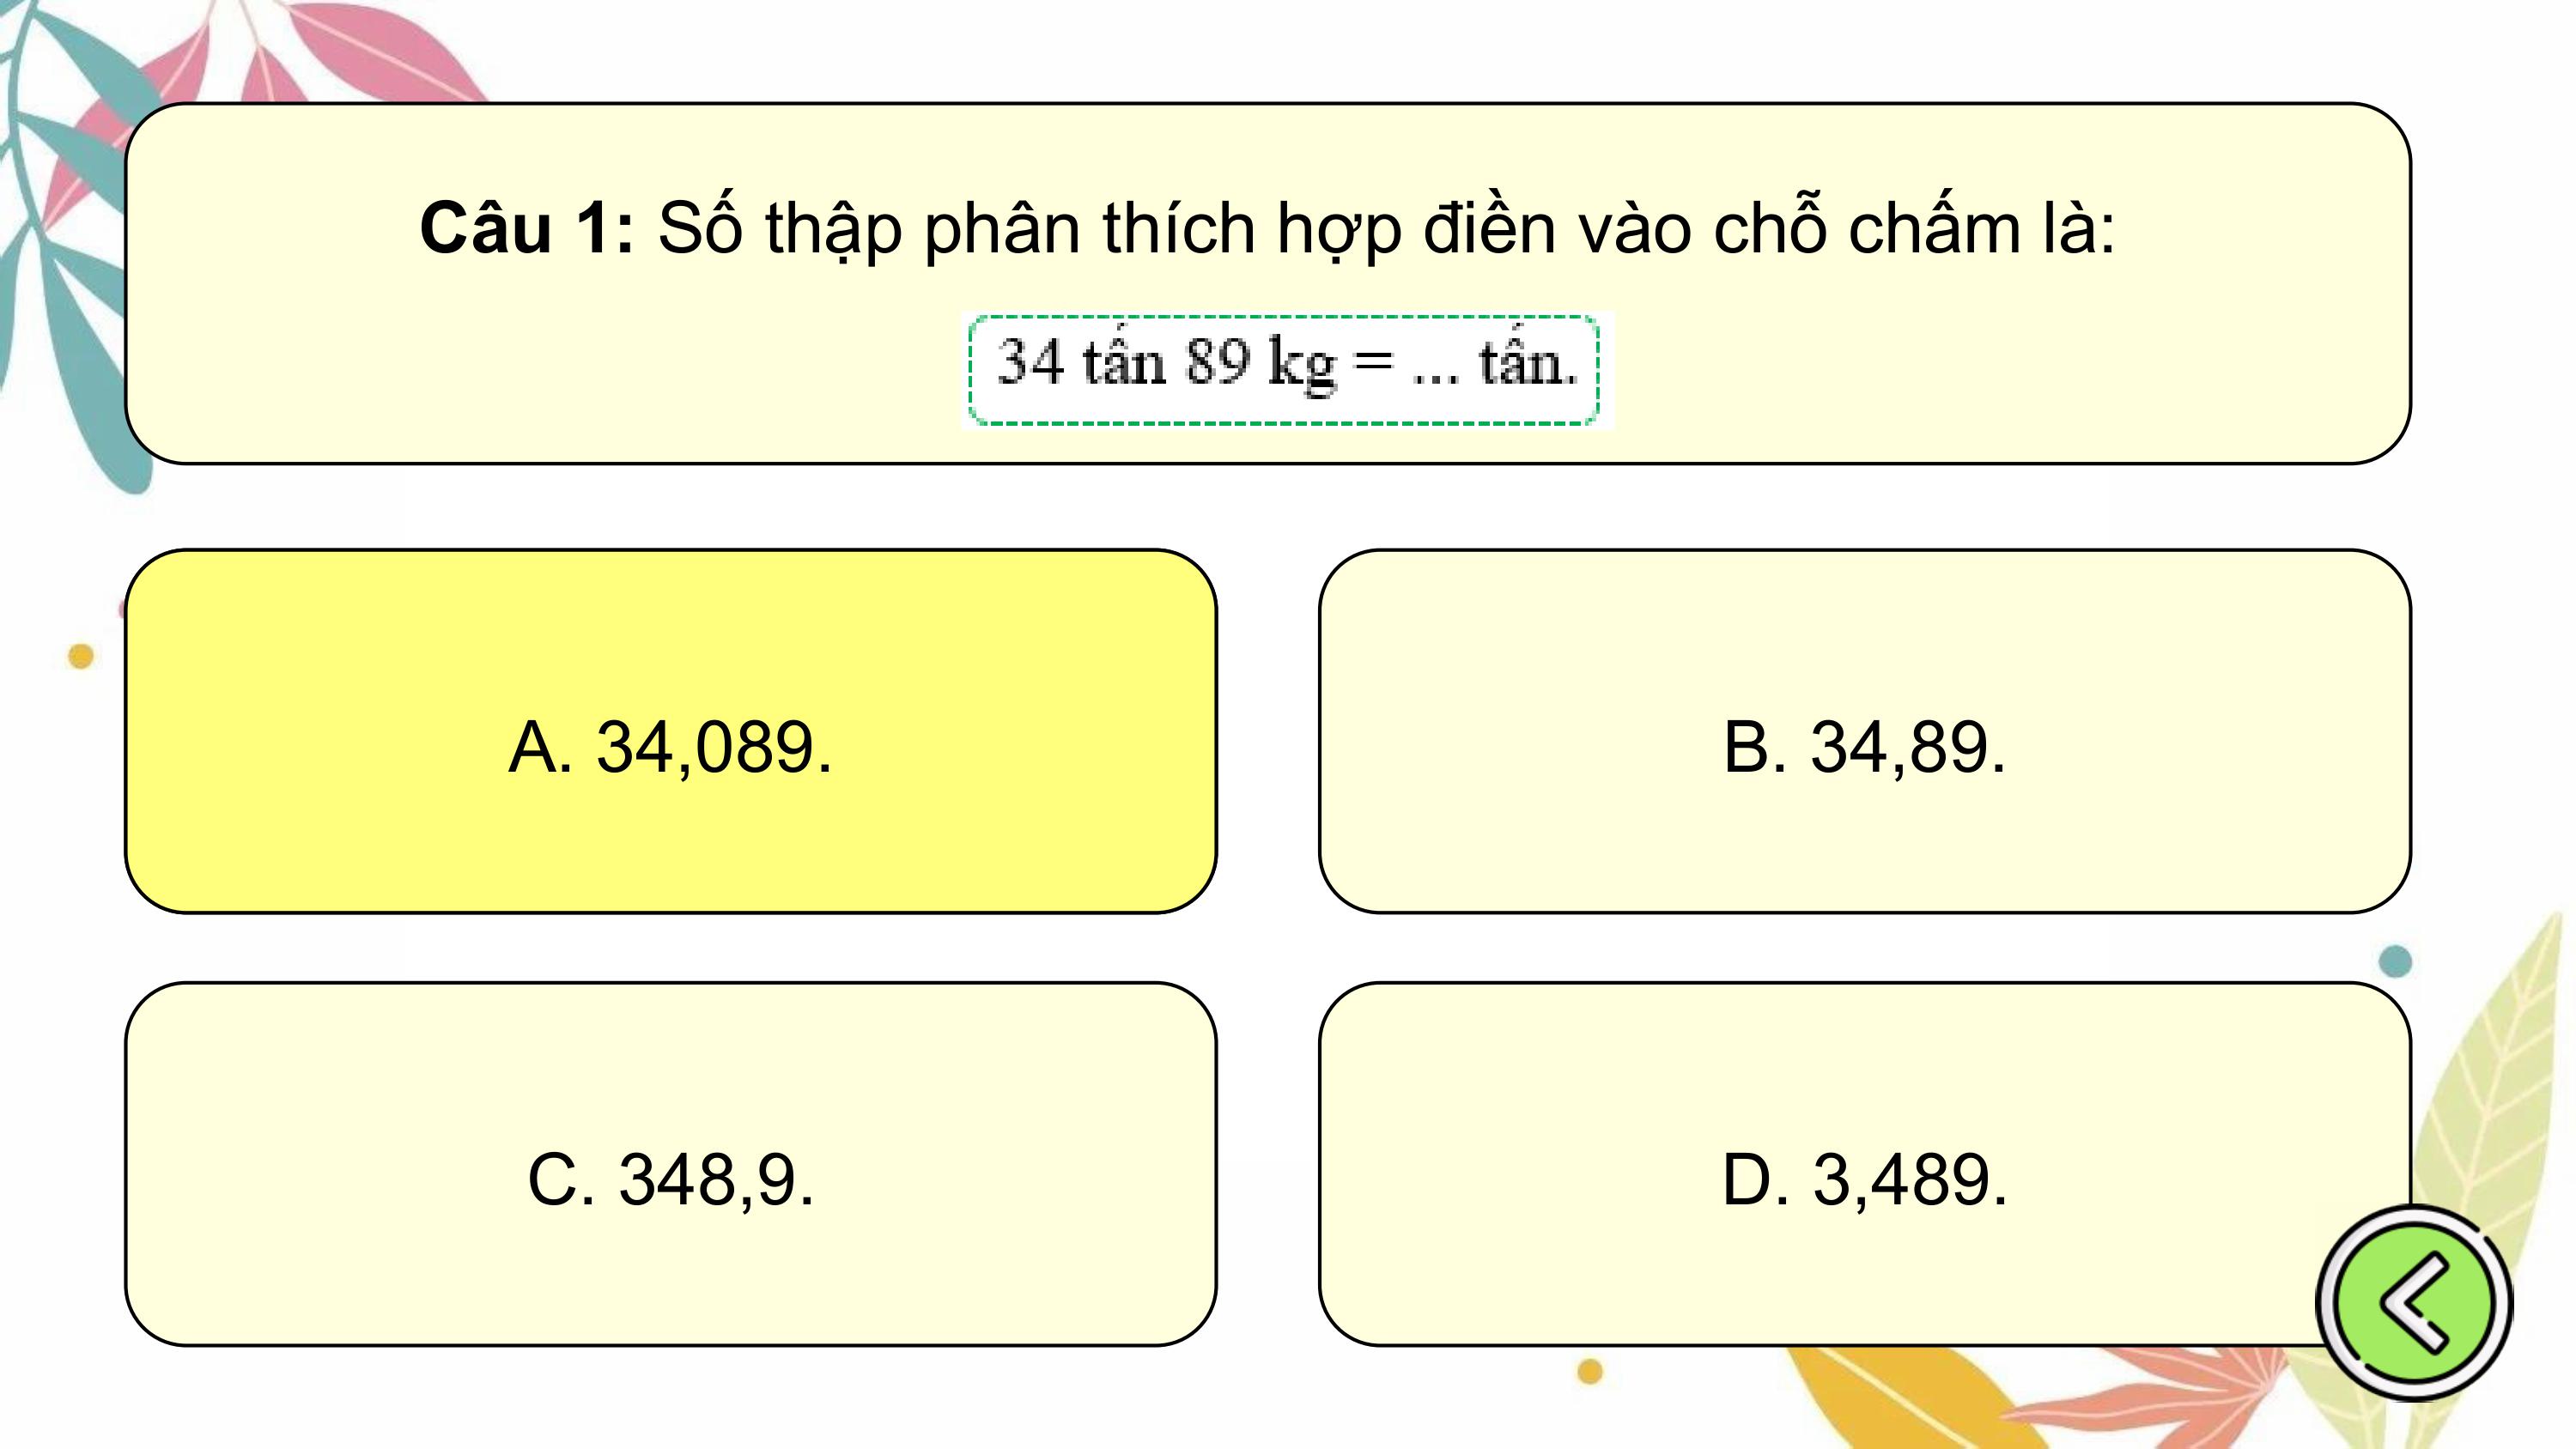 Câu 1: Số thập phân thích hợp điền vào chỗ chấm là:
34 tấn 89 kg = ... tấn.
A. 34,089.
B. 34,89.
C. 348,9.
D. 3,489.